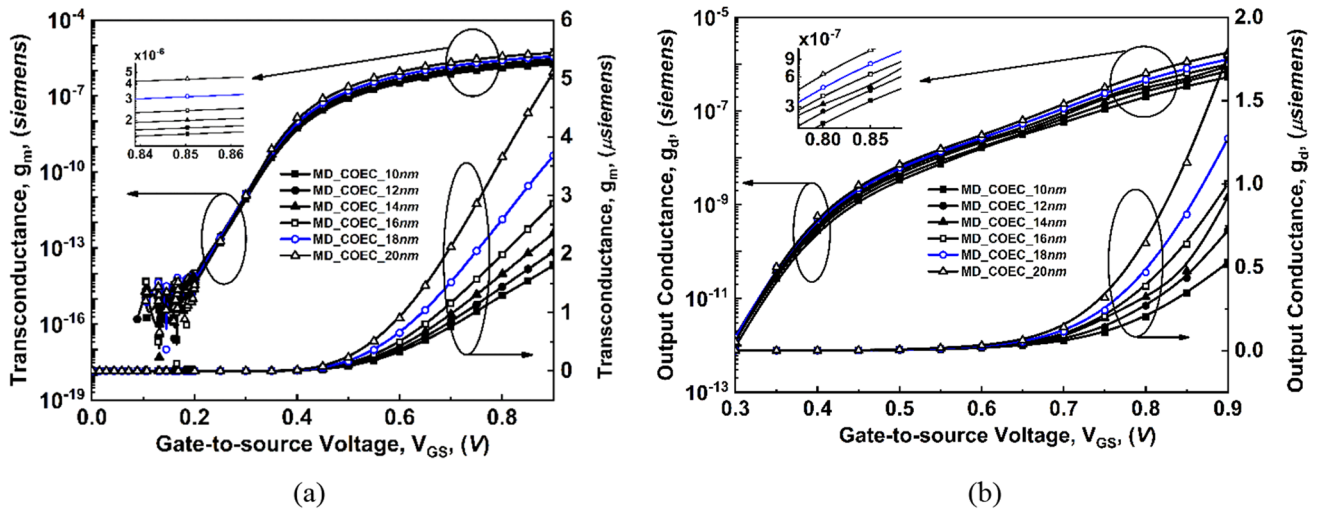 (a)
10⁻⁴
10⁻⁷
10⁻¹⁰
10⁻¹³
10⁻¹⁶
10⁻¹⁹
Transconductance, gm, (siemens)
x10⁻⁶
5
4
3
2
0.84 0.85 0.86
MD_COEC_10nm
MD_COEC_12nm
MD_COEC_14nm
MD_COEC_16nm
MD_COEC_18nm
MD_COEC_20nm
6
5
4
3
2
1
0
Transconductance, gm, (μsiemens)
0.0 0.2 0.4 0.6 0.8
Gate-to-source Voltage, VGS, (V)
(a)
(b)
10⁻⁵
10⁻⁷
10⁻⁹
10⁻¹¹
10⁻¹³
Output Conductance, gd, (siemens)
x10⁻⁷
9
6
3
0.80 0.85
MD_COEC_10nm
MD_COEC_12nm
MD_COEC_14nm
MD_COEC_16nm
MD_COEC_18nm
MD_COEC_20nm
2.0
1.5
1.0
0.5
0.0
Output Conductance, gd, (μsiemens)
0.3 0.4 0.5 0.6 0.7 0.8 0.9
Gate-to-source Voltage, VGS, (V)
(b)